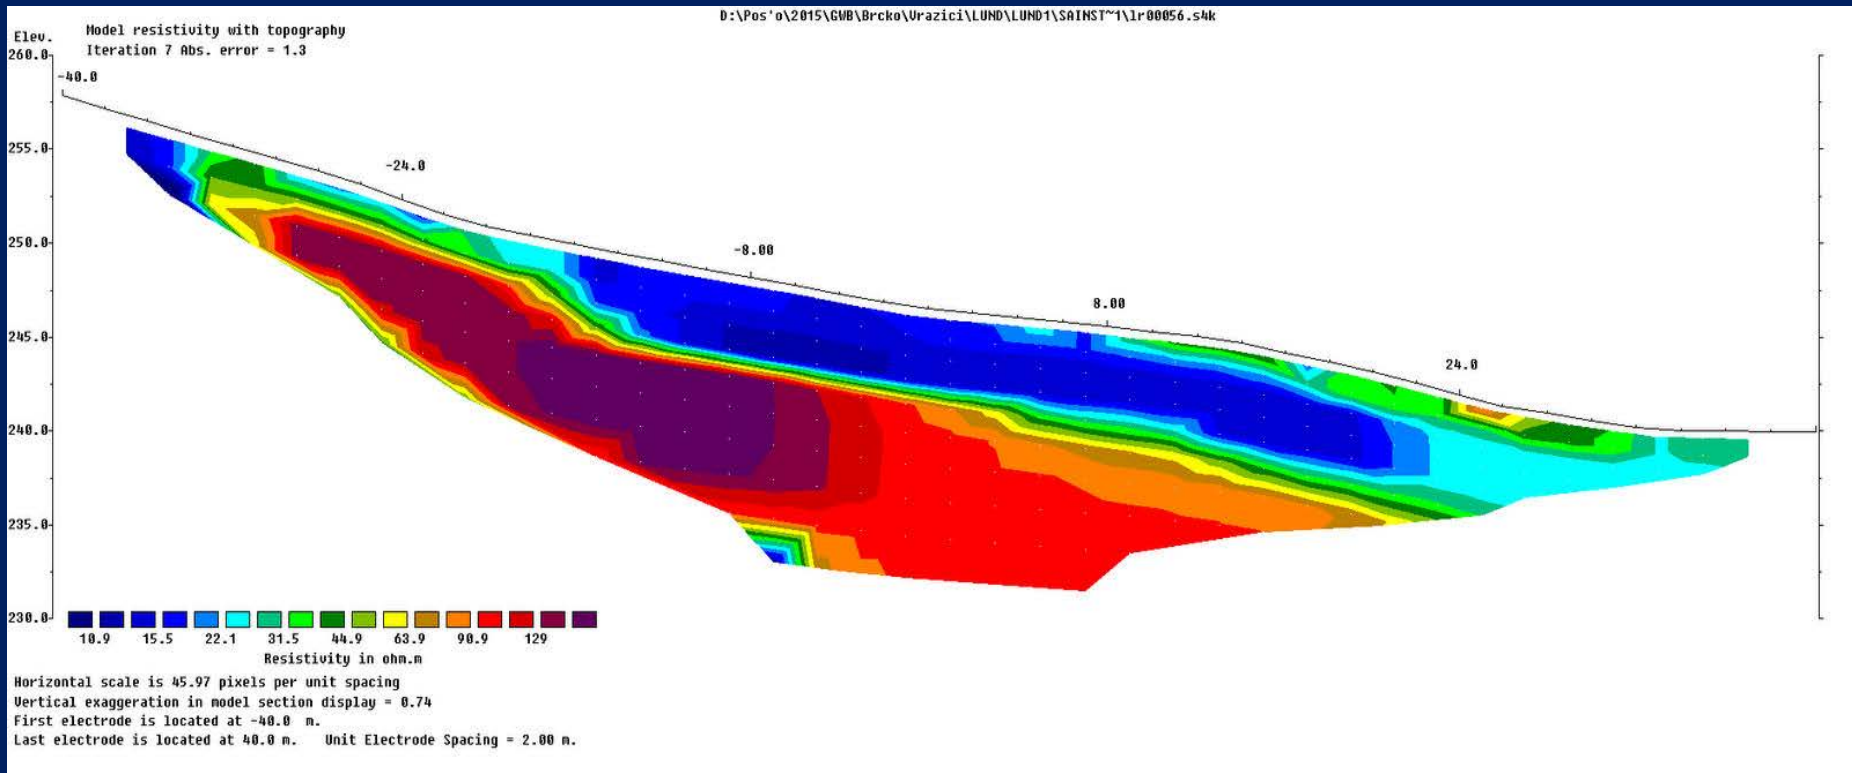 D:\Pos'o\2015\GWB\Brcko\Vrazici\LUND\LUND1\SAINST~1\lr00056.s4k
Model resistivity with topography
Elev.
Iteration 7 Abs. error = 1.3
260.0
-40.0
255.0
-24.0
250.0
-8.00
8.00
245.0
24.0
240.0
235.0
230.0
10.9 15.5 22.1 31.5 44.9 63.9 90.9 129
Resistivity in ohm.m
Horizontal scale is 45.97 pixels per unit spacing
Vertical exaggeration in model section display = 0.74
First electrode is located at -40.0 m.
Last electrode is located at 40.0 m. Unit Electrode Spacing = 2.00 m.